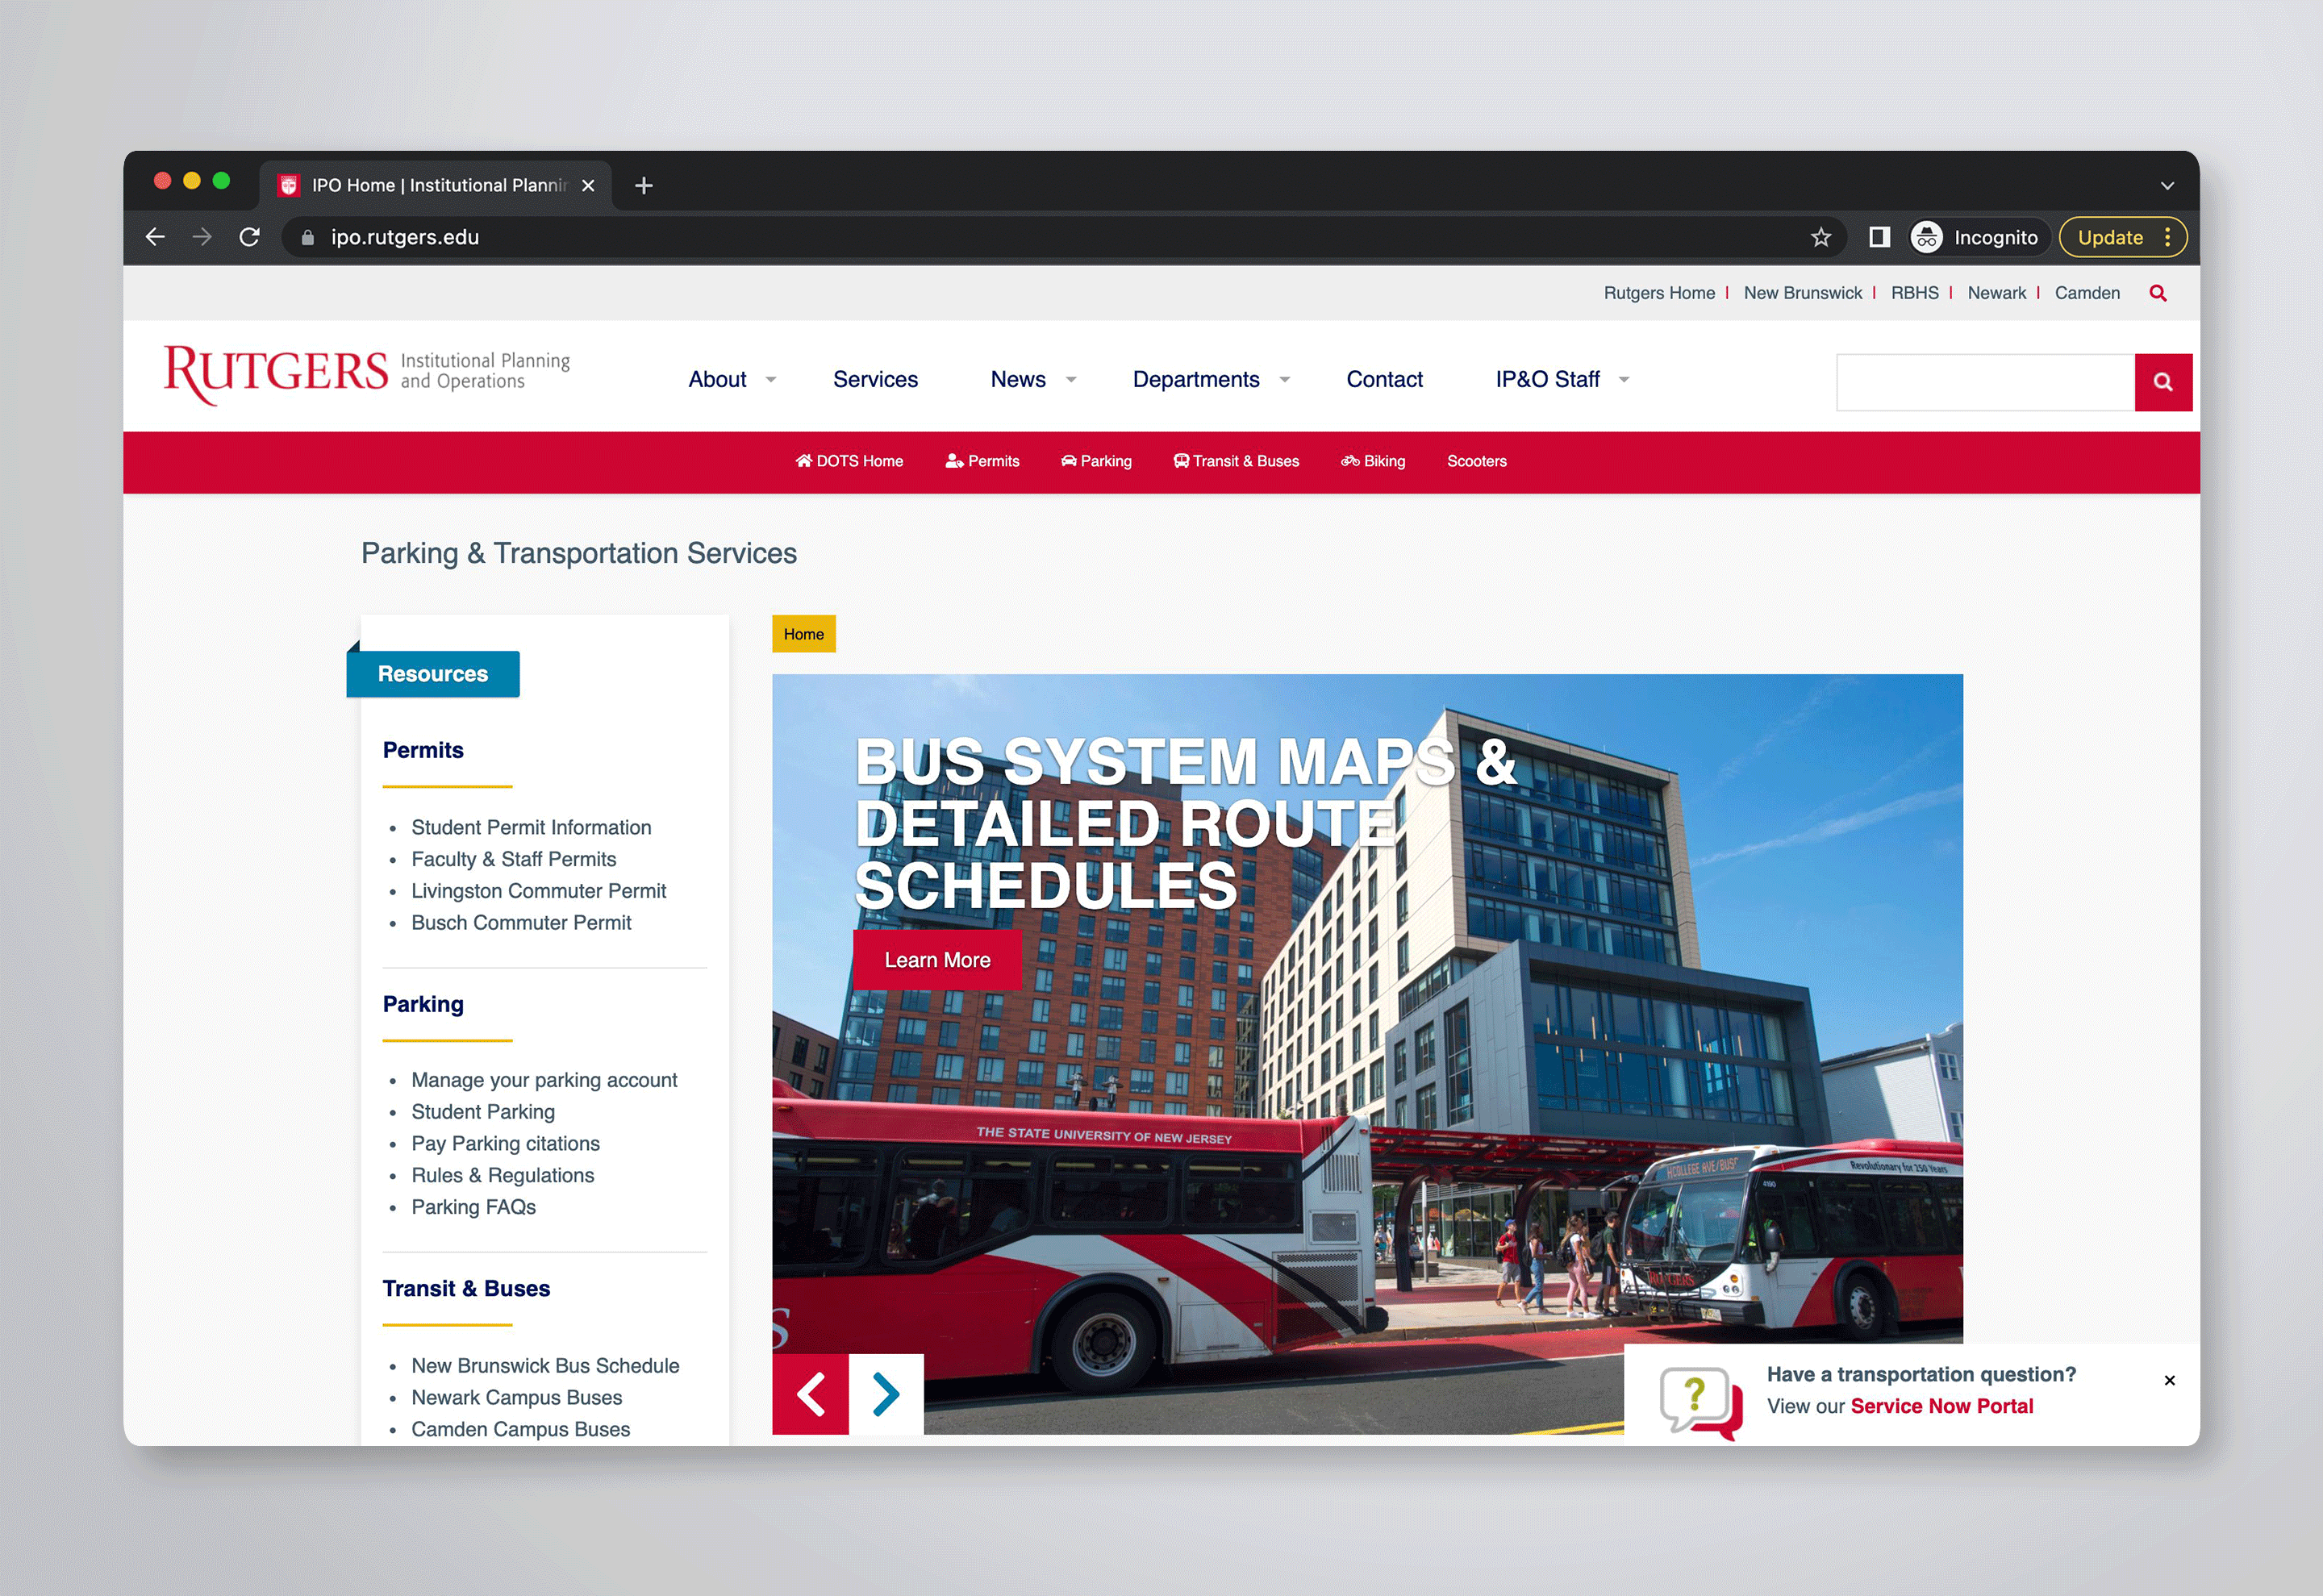 IPO Home | Institutional Plannin
ipo.rutgers.edu
Incognito
Update
Rutgers Home | New Brunswick | RBHS | Newark | Camden
RUTGERS
Institutional Planning
and Operations
About
Services
News
Departments
Contact
IP&O Staff
DOTS Home
Permits
Parking
Transit & Buses
Biking
Scooters
Parking & Transportation Services
Resources
Permits
• Student Permit Information
• Faculty & Staff Permits
• Livingston Commuter Permit
• Busch Commuter Permit
Parking
• Manage your parking account
• Student Parking
• Pay Parking citations
• Rules & Regulations
• Parking FAQs
Transit & Buses
• New Brunswick Bus Schedule
• Newark Campus Buses
• Camden Campus Buses
Home
BUS SYSTEM MAPS &
DETAILED ROUTE
SCHEDULES
Learn More
THE STATE UNIVERSITY OF NEW JERSEY
Revolutionary for 250 Years
4190
RUTGERS
S
Have a transportation question?
View our Service Now Portal